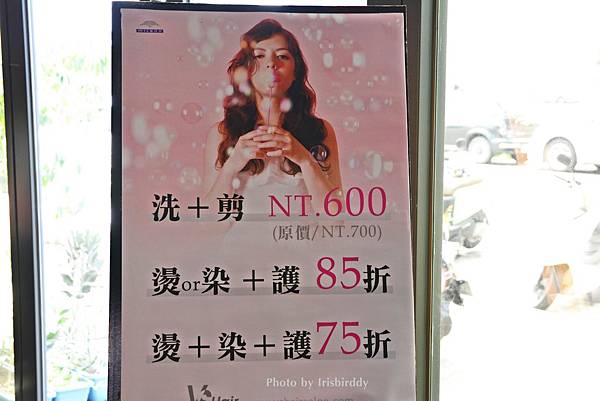 洗＋剪 NT.600
(原價/NT.700)
燙or染＋護 85折
燙＋染＋護75折
Photo by Irisbirddy
Hair